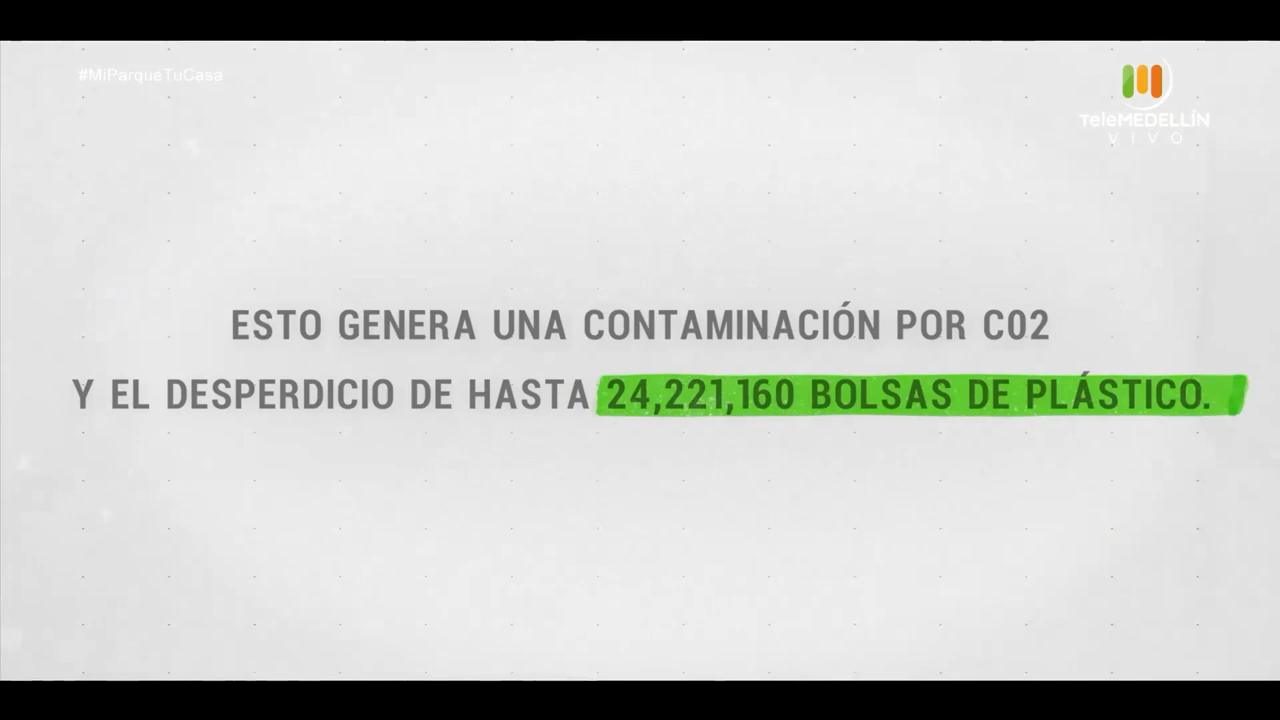 #MiParqueTuCasa
TeleMEDELLÍN
VIVO
ESTO GENERA UNA CONTAMINACIÓN POR CO2
Y EL DESPERDICIO DE HASTA 24,221,160 BOLSAS DE PLÁSTICO.